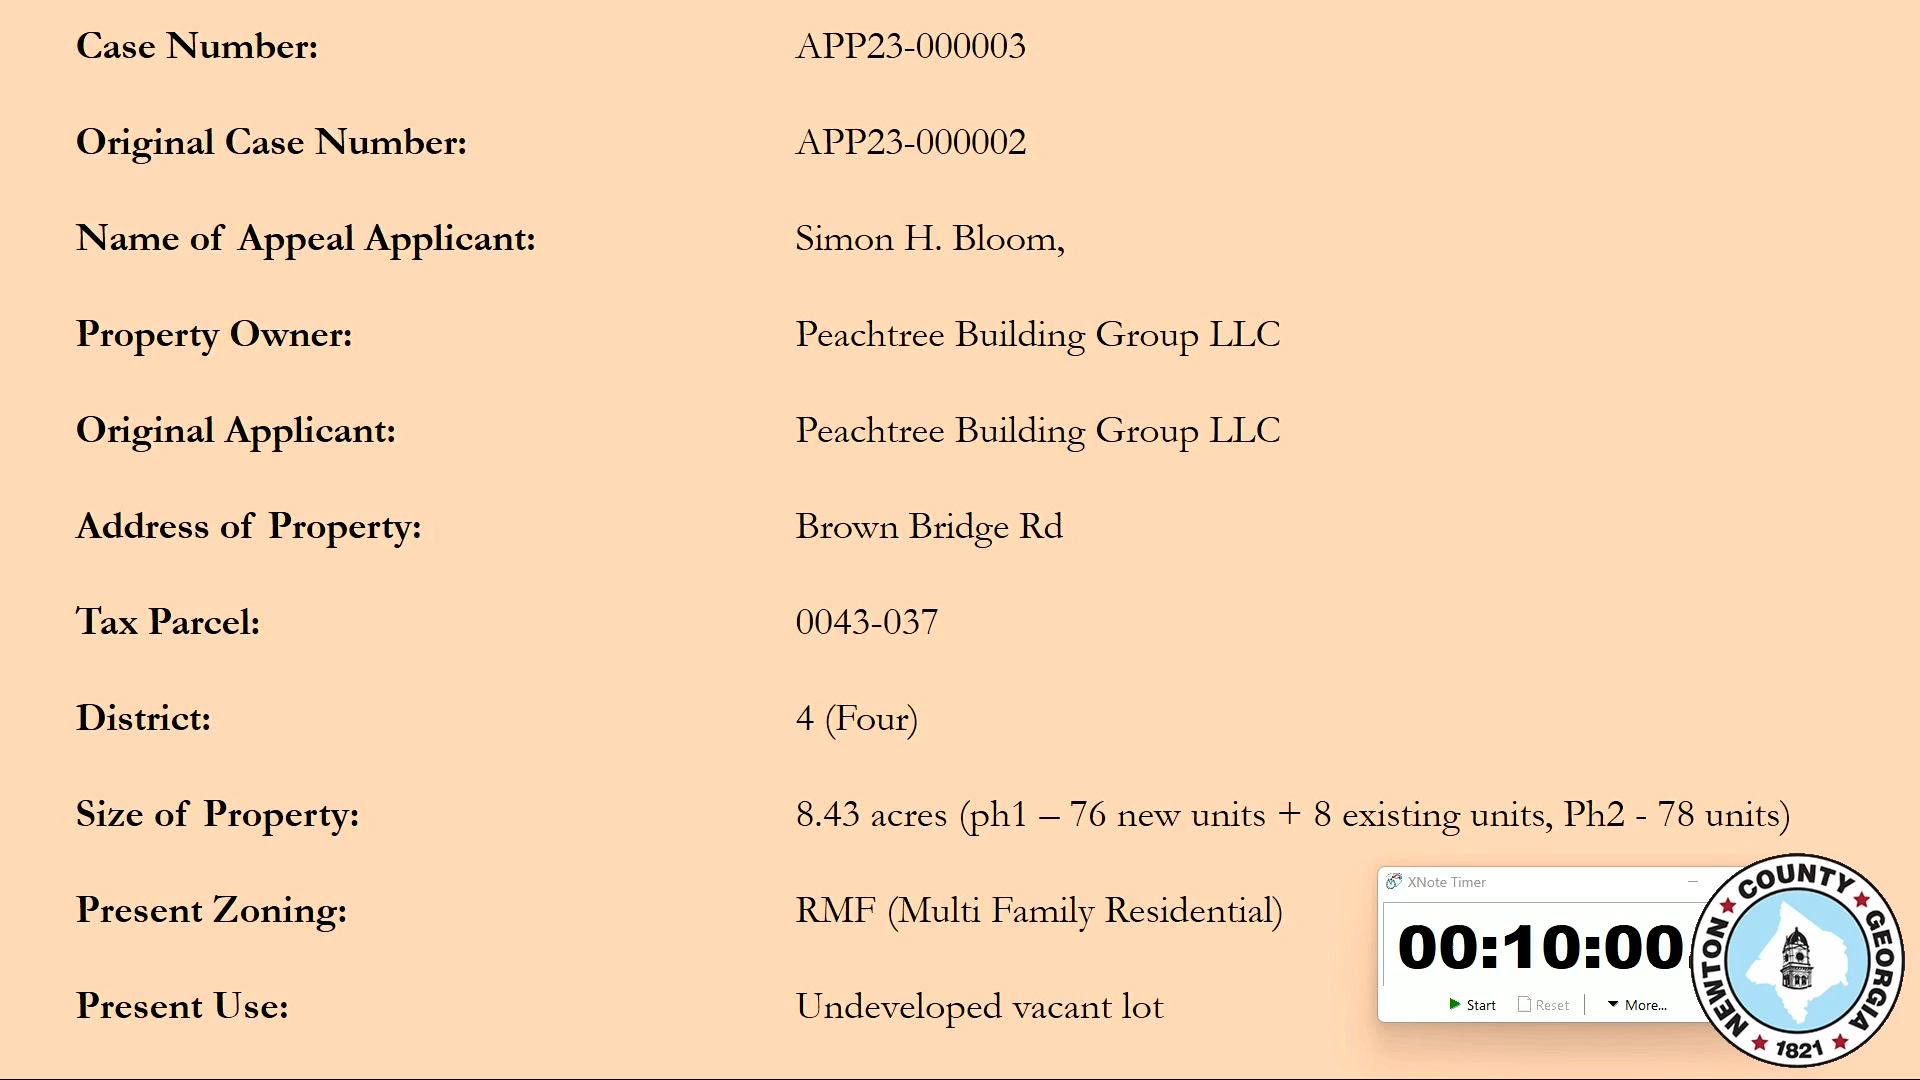 Case Number: APP23-000003
Original Case Number: APP23-000002
Name of Appeal Applicant: Simon H. Bloom,
Property Owner: Peachtree Building Group LLC
Original Applicant: Peachtree Building Group LLC
Address of Property: Brown Bridge Rd
Tax Parcel: 0043-037
District: 4 (Four)
Size of Property: 8.43 acres (ph1 – 76 new units + 8 existing units, Ph2 - 78 units)
Present Zoning: RMF (Multi Family Residential)
Present Use: Undeveloped vacant lot
XNote Timer
00:10:00
Start Reset More...
NEWTON COUNTY GEORGIA
1821